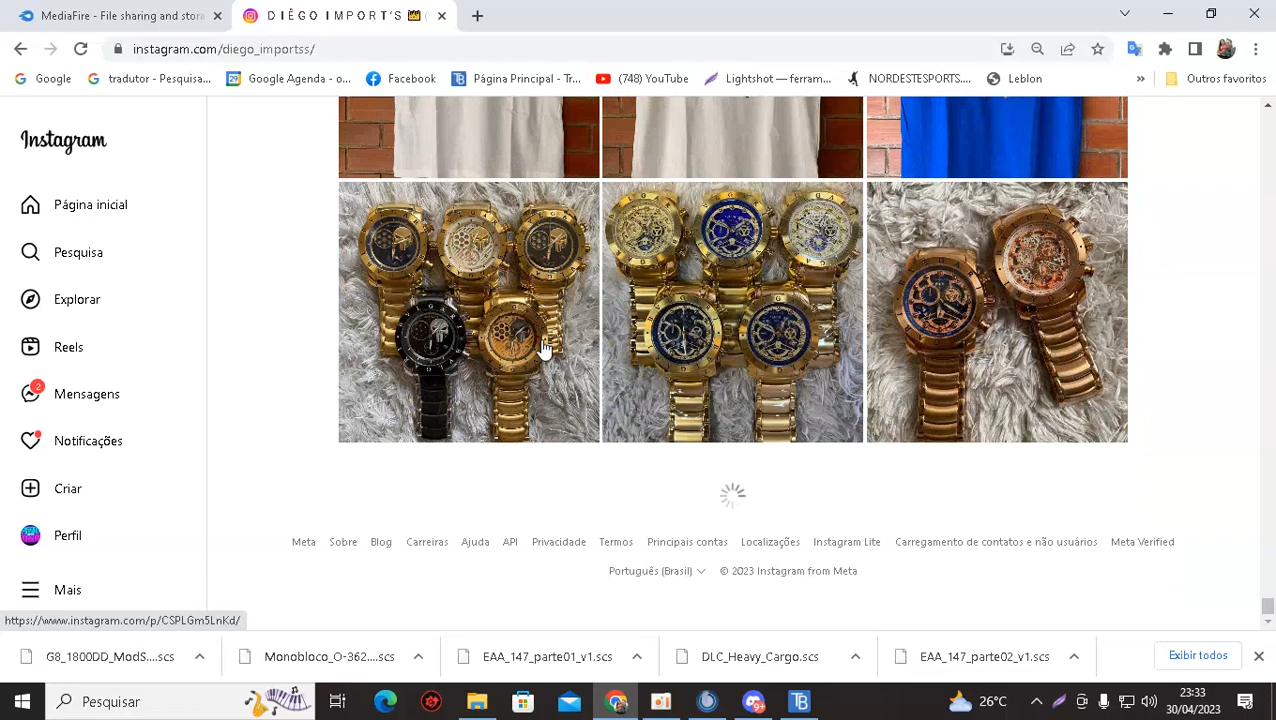 MediaFire - File sharing and stora
D I Ê G O I M P O R T ' S
instagram.com/diego_importss/
Google
tradutor - Pesquisa...
Google Agenda - o...
Facebook
Página Principal - Tr...
(748) YouTube
Lightshot — ferram...
NORDESTESPORTS....
Leblon
»
Outros favoritos
Instagram
Página inicial
Pesquisa
Explorar
Reels
2
Mensagens
Notificações
Criar
Perfil
Mais
Meta Sobre Blog Carreiras Ajuda API Privacidade Termos Principais contas Localizações Instagram Lite Carregamento de contatos e não usuários Meta Verified
Português (Brasil) © 2023 Instagram from Meta
https://www.instagram.com/p/CSPLGm5LnKd/
G8_1800DD_ModS....scs
Monobloco_O-362....scs
EAA_147_parte01_v1.scs
DLC_Heavy_Cargo.scs
EAA_147_parte02_v1.scs
Exibir todos
Pesquisar
26°C
23:33
30/04/2023